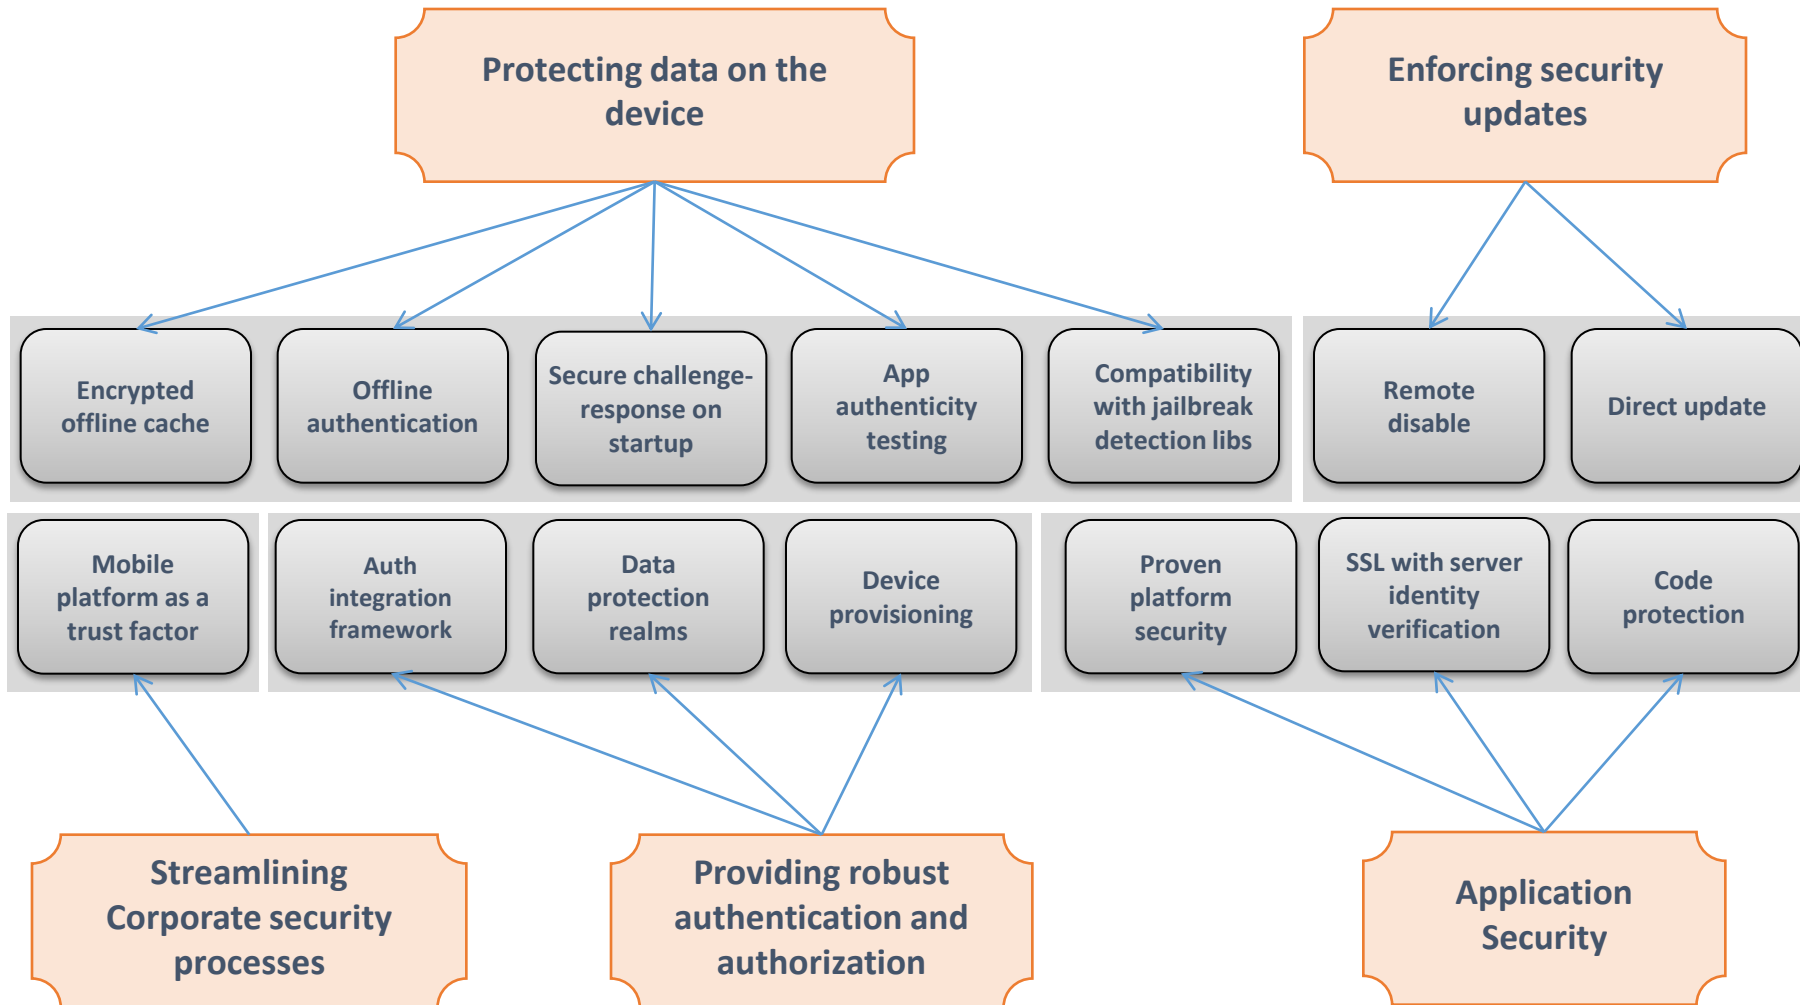 Protecting data on the
device
Enforcing security
updates
Encrypted
offline cache
Offline
authentication
Secure challenge-
response on
startup
App
authenticity
testing
Compatibility
with jailbreak
detection libs
Remote
disable
Direct update
Mobile
platform as a
trust factor
Auth
integration
framework
Data
protection
realms
Device
provisioning
Proven
platform
security
SSL with server
identity
verification
Code
protection
Streamlining
Corporate security
processes
Providing robust
authentication and
authorization
Application
Security